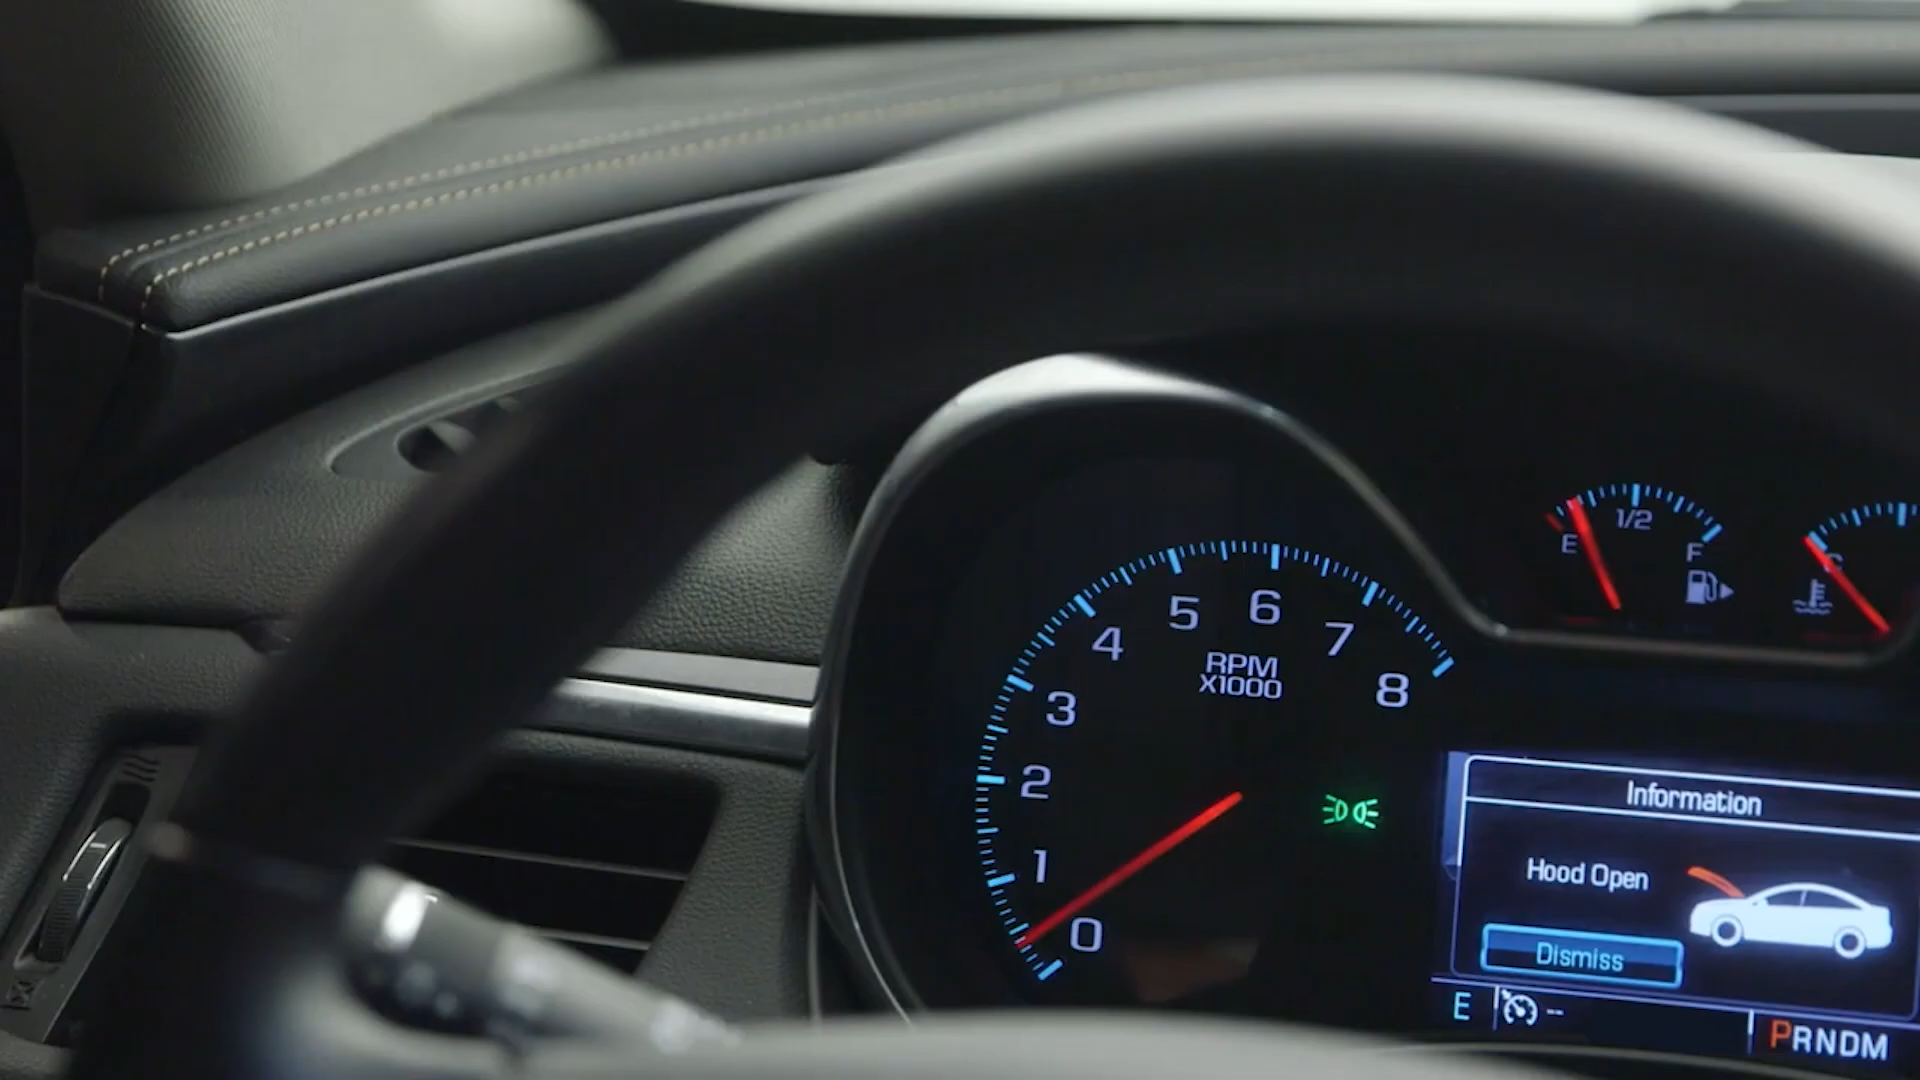 1/2
E
F
C
5
6
4
7
RPM
X1000
8
3
2
1
0
Information
Hood Open
Dismiss
E
--
PRNDM